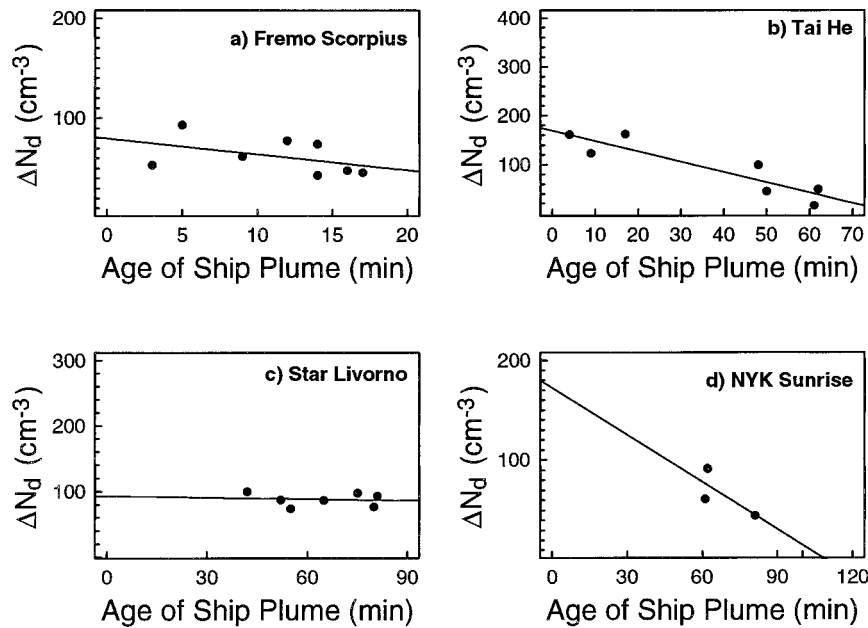 a) Fremo Scorpius
200
100
ΔNd (cm-3)
0 5 10 15 20
Age of Ship Plume (min)
b) Tai He
400
300
200
100
ΔNd (cm-3)
0 10 20 30 40 50 60 70
Age of Ship Plume (min)
c) Star Livorno
300
200
100
ΔNd (cm-3)
0 30 60 90
Age of Ship Plume (min)
d) NYK Sunrise
200
100
ΔNd (cm-3)
0 30 60 90 120
Age of Ship Plume (min)